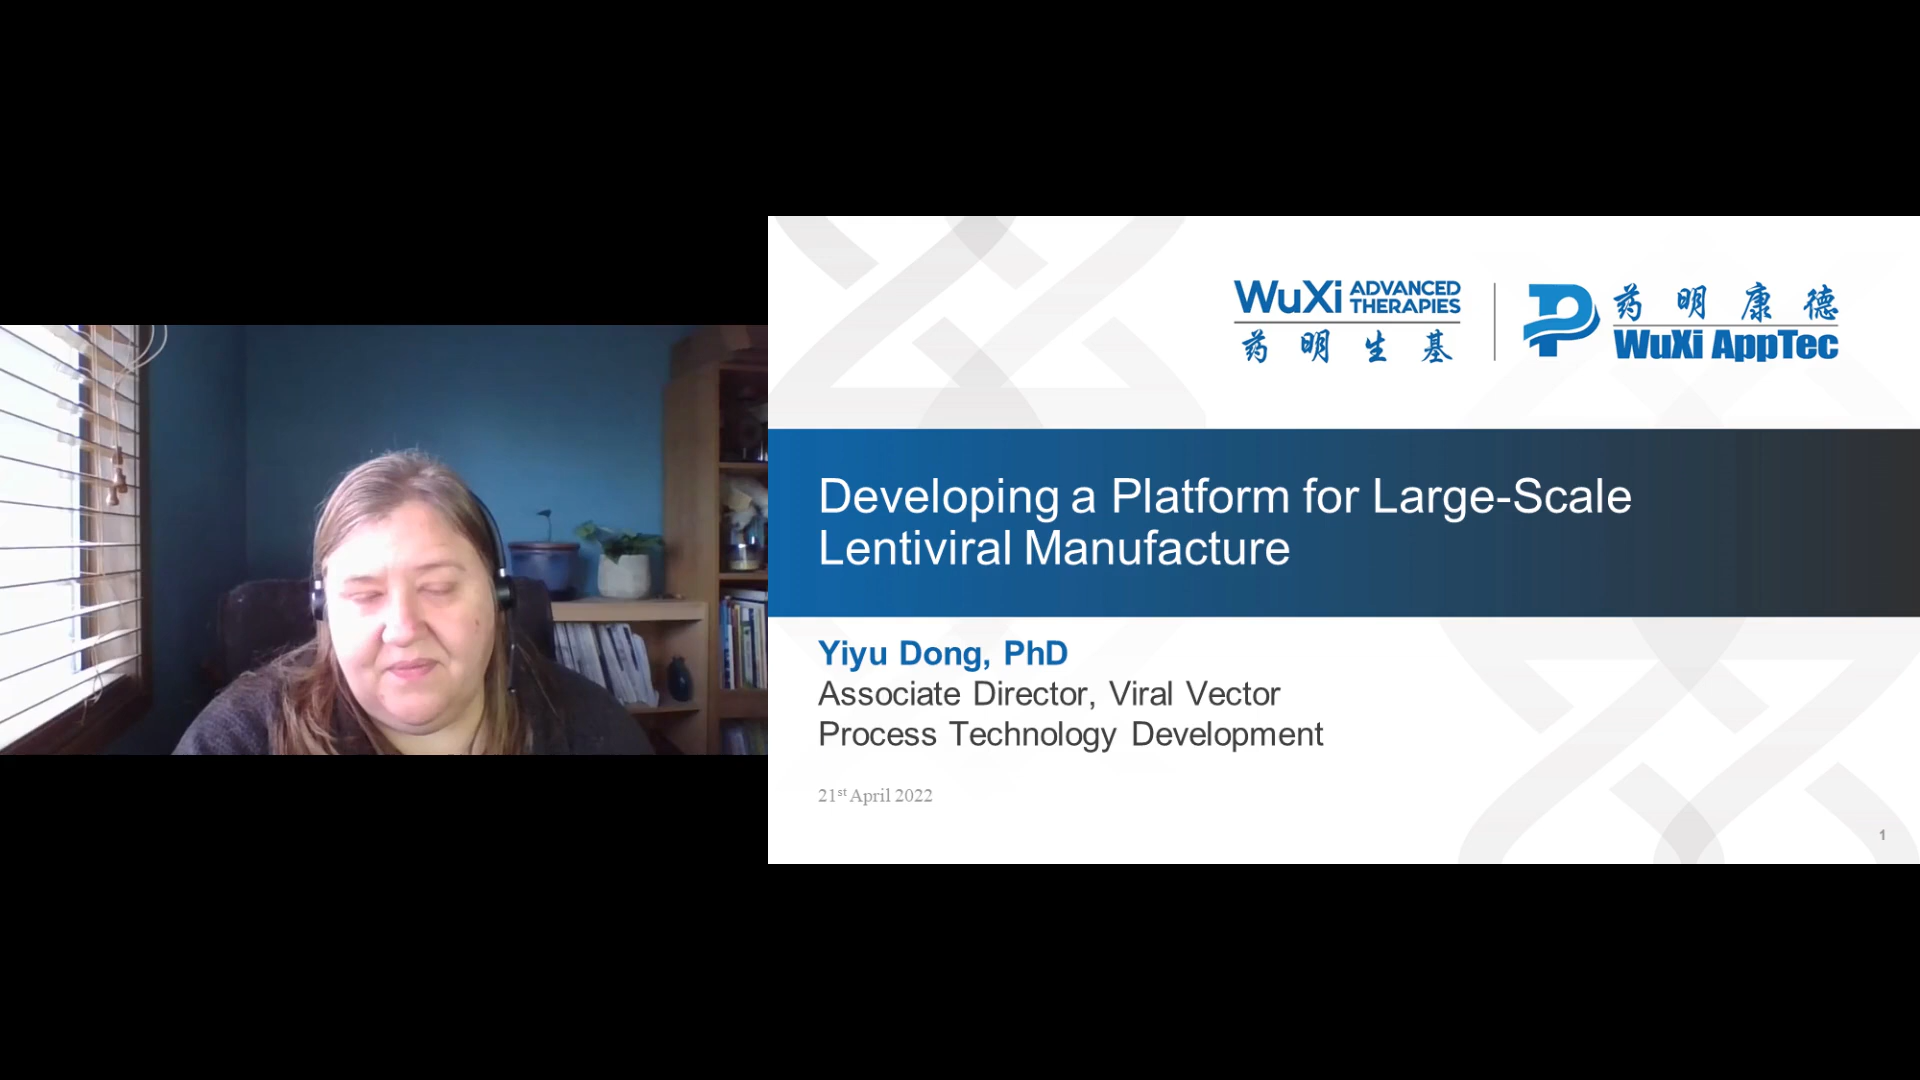 WuXi ADVANCED THERAPIES
药明生基
药明康德
WuXi AppTec
Developing a Platform for Large-Scale
Lentiviral Manufacture
Yiyu Dong, PhD
Associate Director, Viral Vector
Process Technology Development
21st April 2022
1